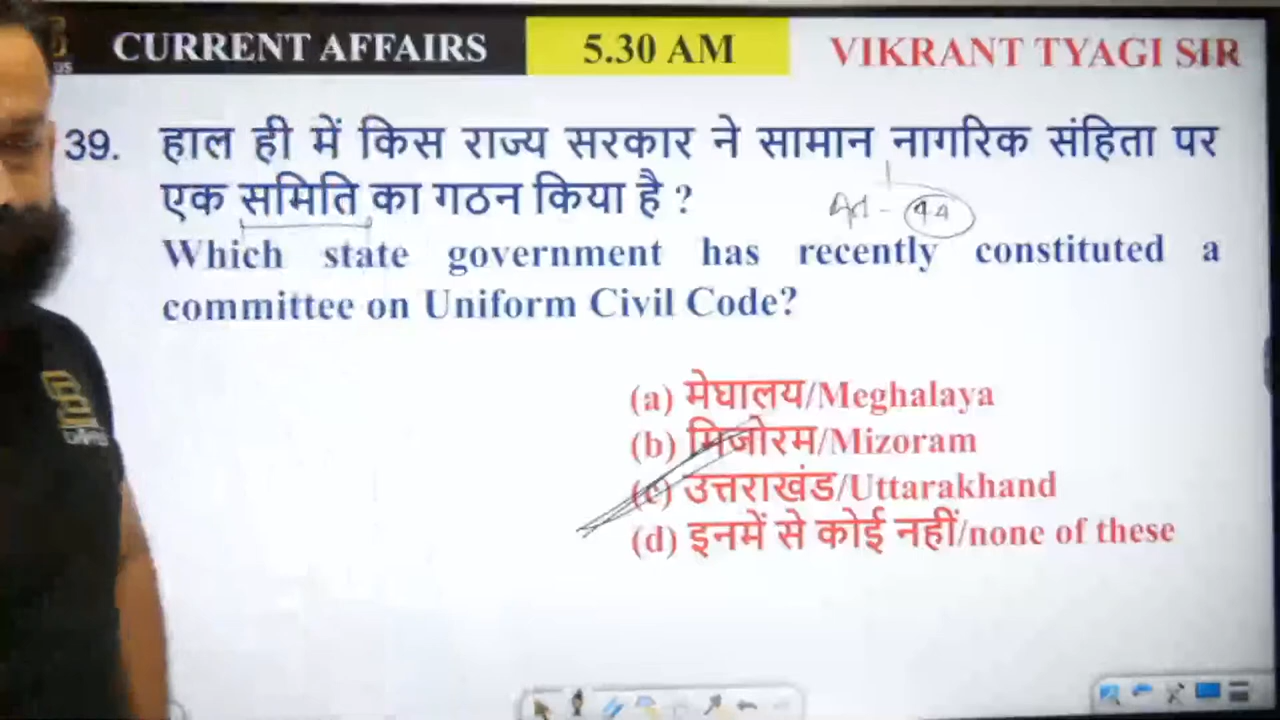 CURRENT AFFAIRS 5.30 AM VIKRANT TYAGI SIR
39. हाल ही में किस राज्य सरकार ने सामान नागरिक संहिता पर
एक समिति का गठन किया है ?
Art - 44
Which state government has recently constituted a
committee on Uniform Civil Code?
(a) मेघालय/Meghalaya
(b) मिजोरम/Mizoram
(c) उत्तराखंड/Uttarakhand
(d) इनमें से कोई नहीं/none of these